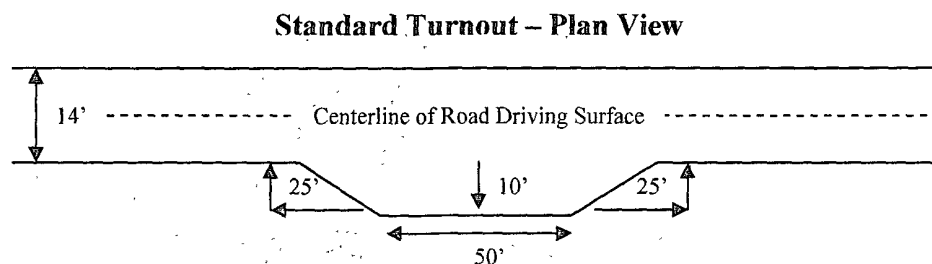 Standard Turnout – Plan View
14’
Centerline of Road Driving Surface
25’
10’
25’
50’